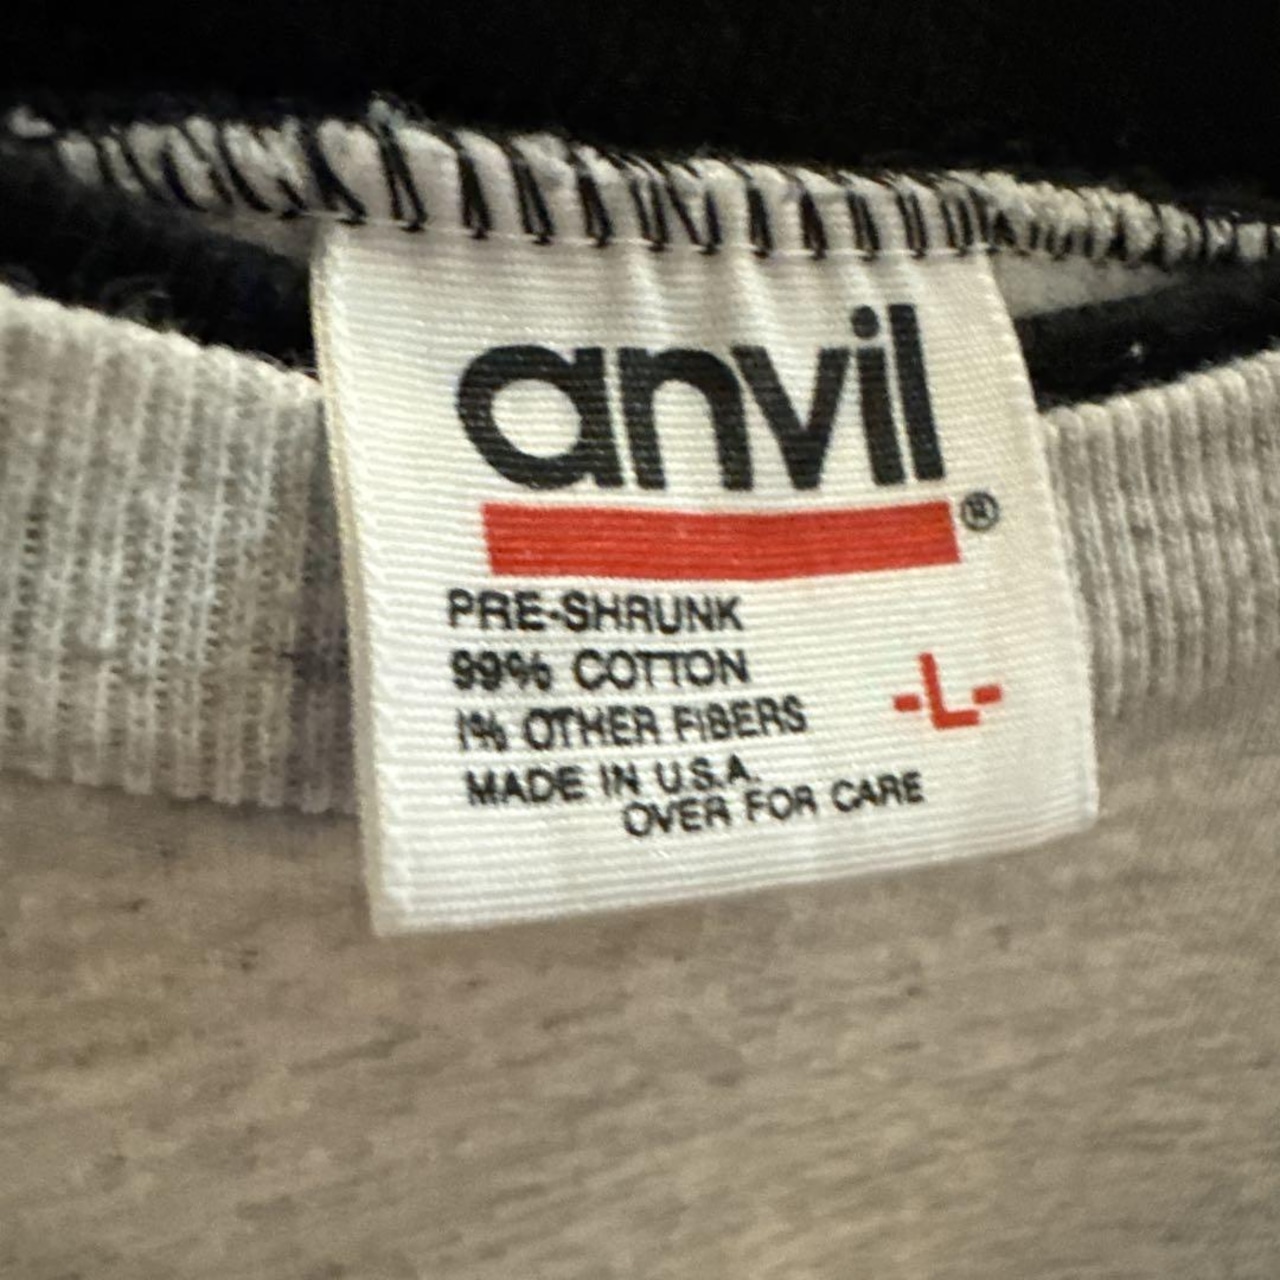 anvil®
PRE-SHRUNK
99% COTTON
1% OTHER FIBERS
-L-
MADE IN U.S.A.
OVER FOR CARE